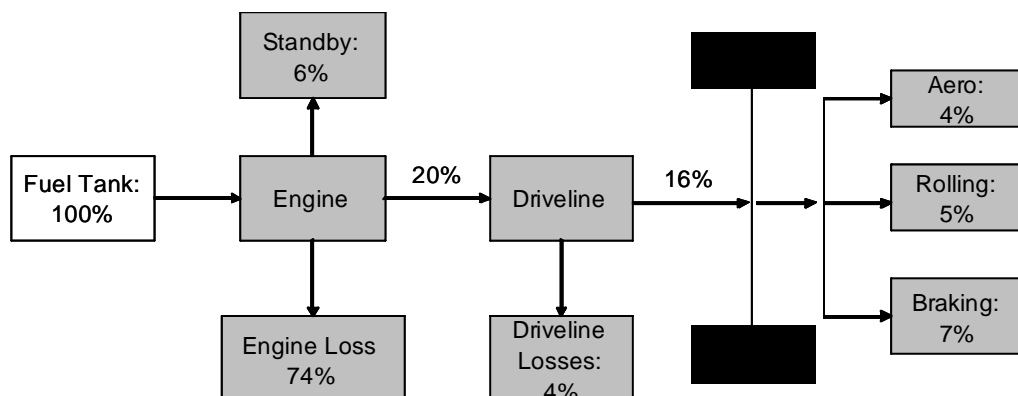 Standby:
6%
Fuel Tank:
100%
Engine
20%
Driveline
16%
Aero:
4%
Rolling:
5%
Braking:
7%
Engine Loss
74%
Driveline
Losses:
4%